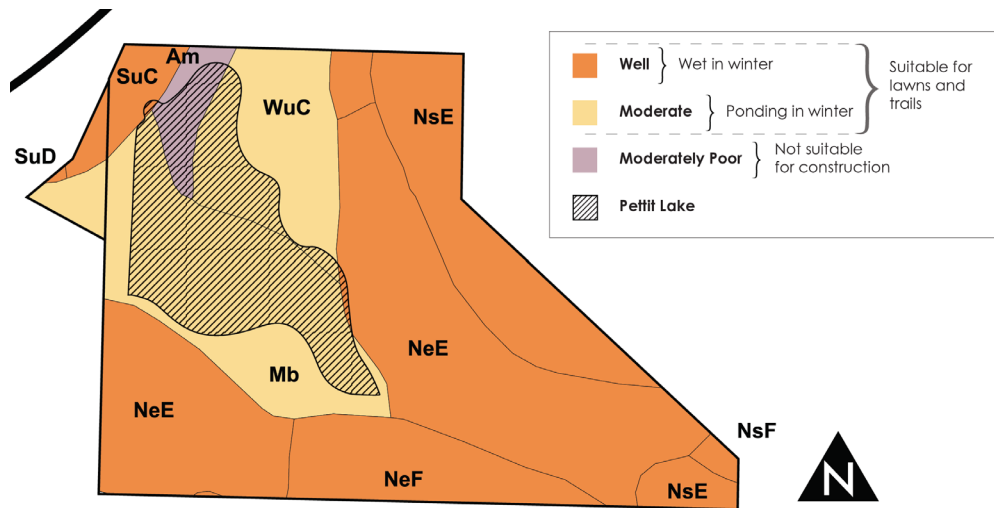 Am
SuC
WuC
NsE
SuD
NeE
Mb
NeE
NsF
NeF
NsE
N
Well } Wet in winter
Moderate } Ponding in winter
Suitable for
lawns and
trails
Moderately Poor } Not suitable
for construction
Pettit Lake